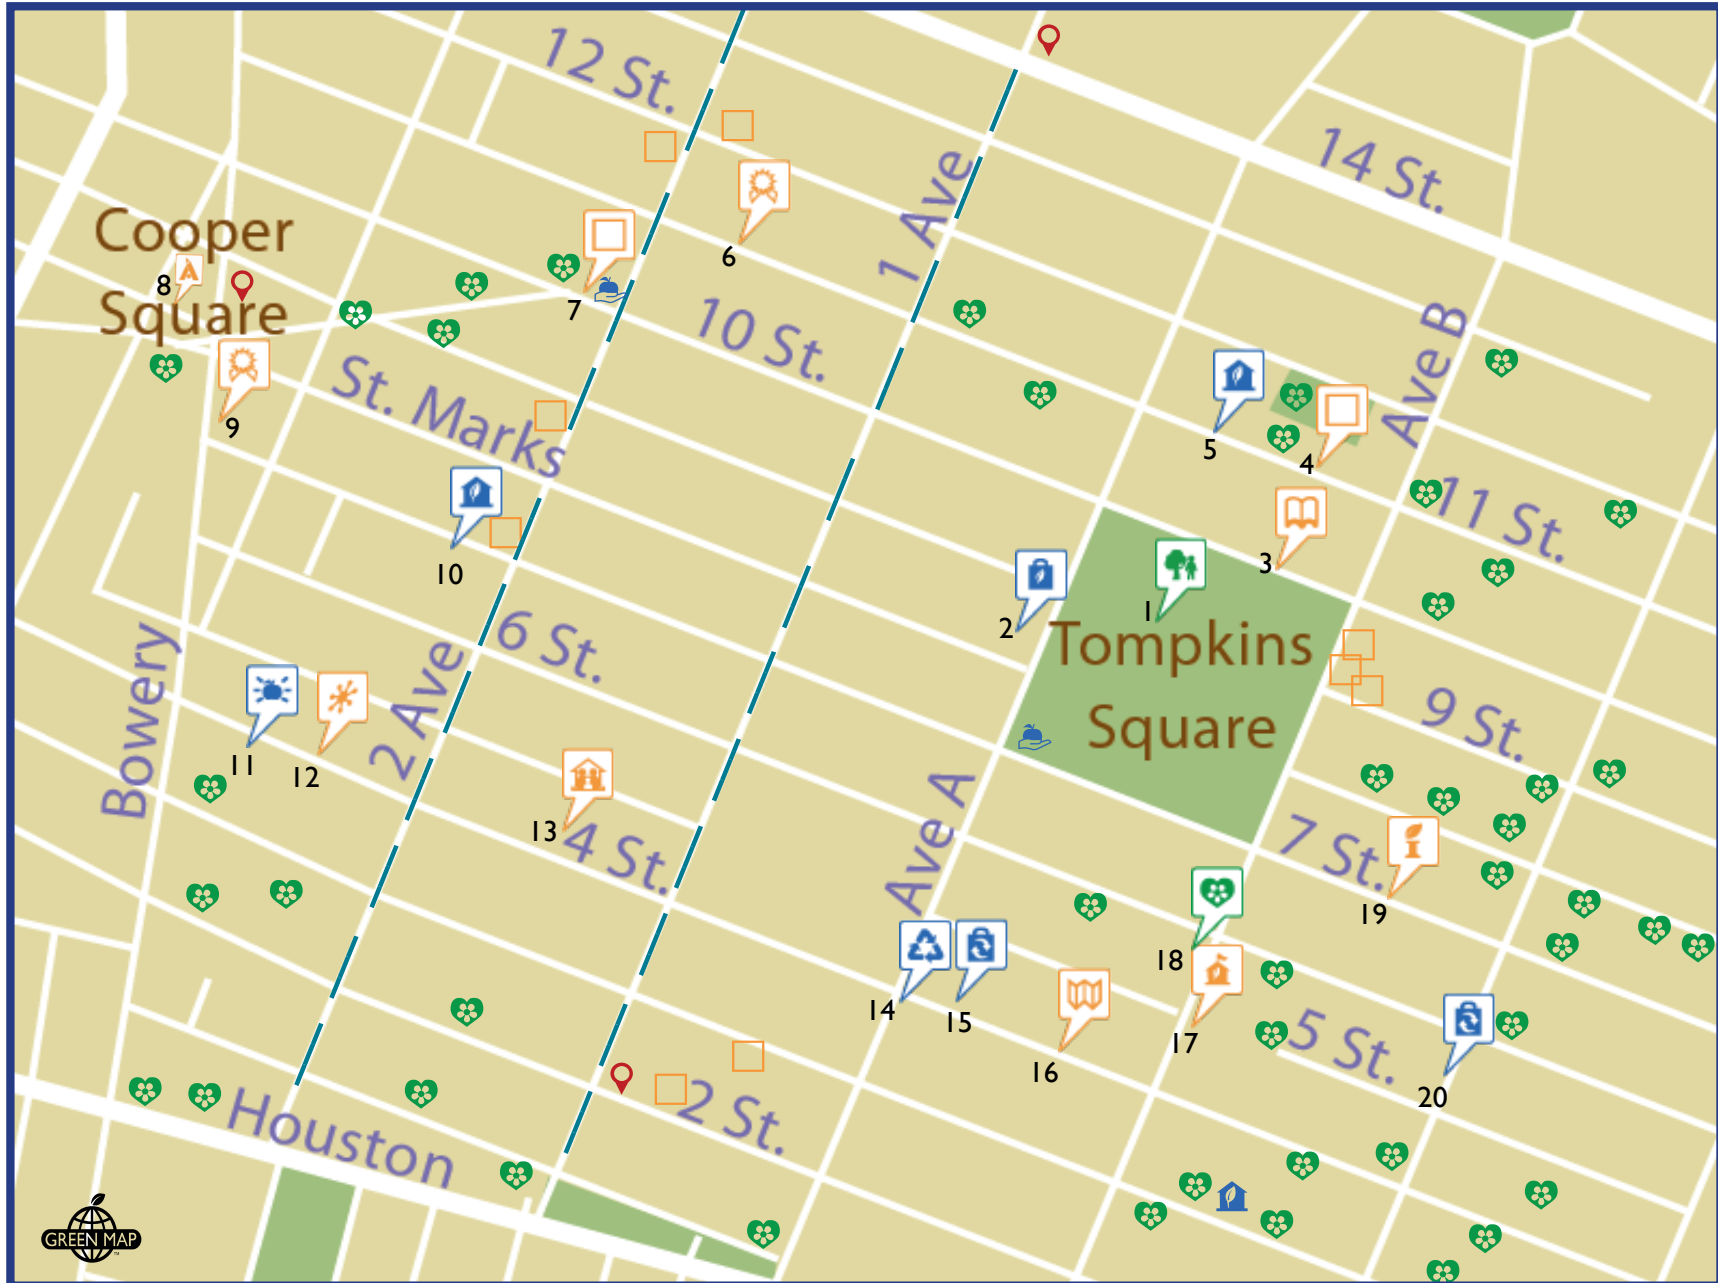 12 St.
14 St.
1 Ave
Cooper
Square
8
6
7
10 St.
Ave B
St. Marks
9
5
4
11 St.
3
10
2
1
Tompkins
Square
6 St.
Bowery
2 Ave
9 St.
11
12
13
4 St.
Ave A
7 St.
19
18
14
15
17
16
5 St.
20
2 St.
Houston
GREEN MAP
™